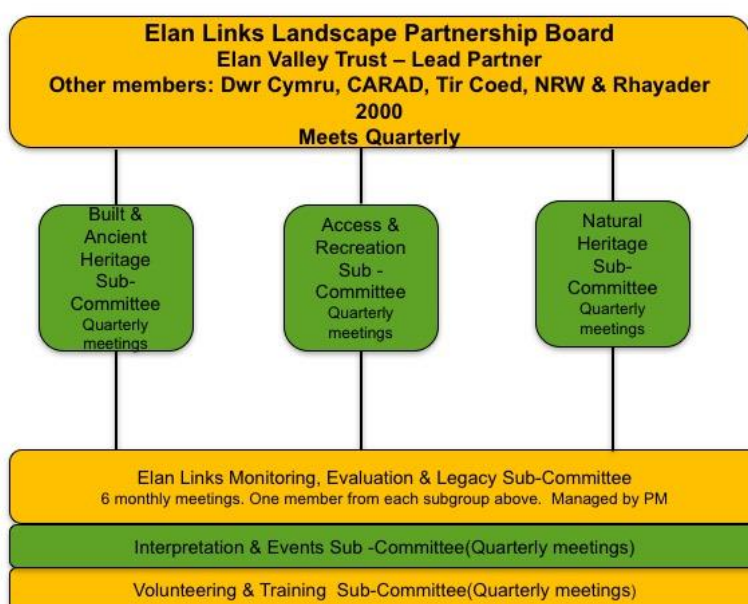 Elan Links Landscape Partnership Board
Elan Valley Trust – Lead Partner
Other members: Dwr Cymru, CARAD, Tir Coed, NRW & Rhayader
2000
Meets Quarterly
Built &
Ancient
Heritage
Sub-
Committee
Quarterly
meetings
Access &
Recreation
Sub -
Committee
Quarterly
meetings
Natural
Heritage
Sub-
Committee
Quarterly
meetings
Elan Links Monitoring, Evaluation & Legacy Sub-Committee
6 monthly meetings. One member from each subgroup above.  Managed by PM
Interpretation & Events Sub -Committee(Quarterly meetings)
Volunteering & Training  Sub-Committee(Quarterly meetings)